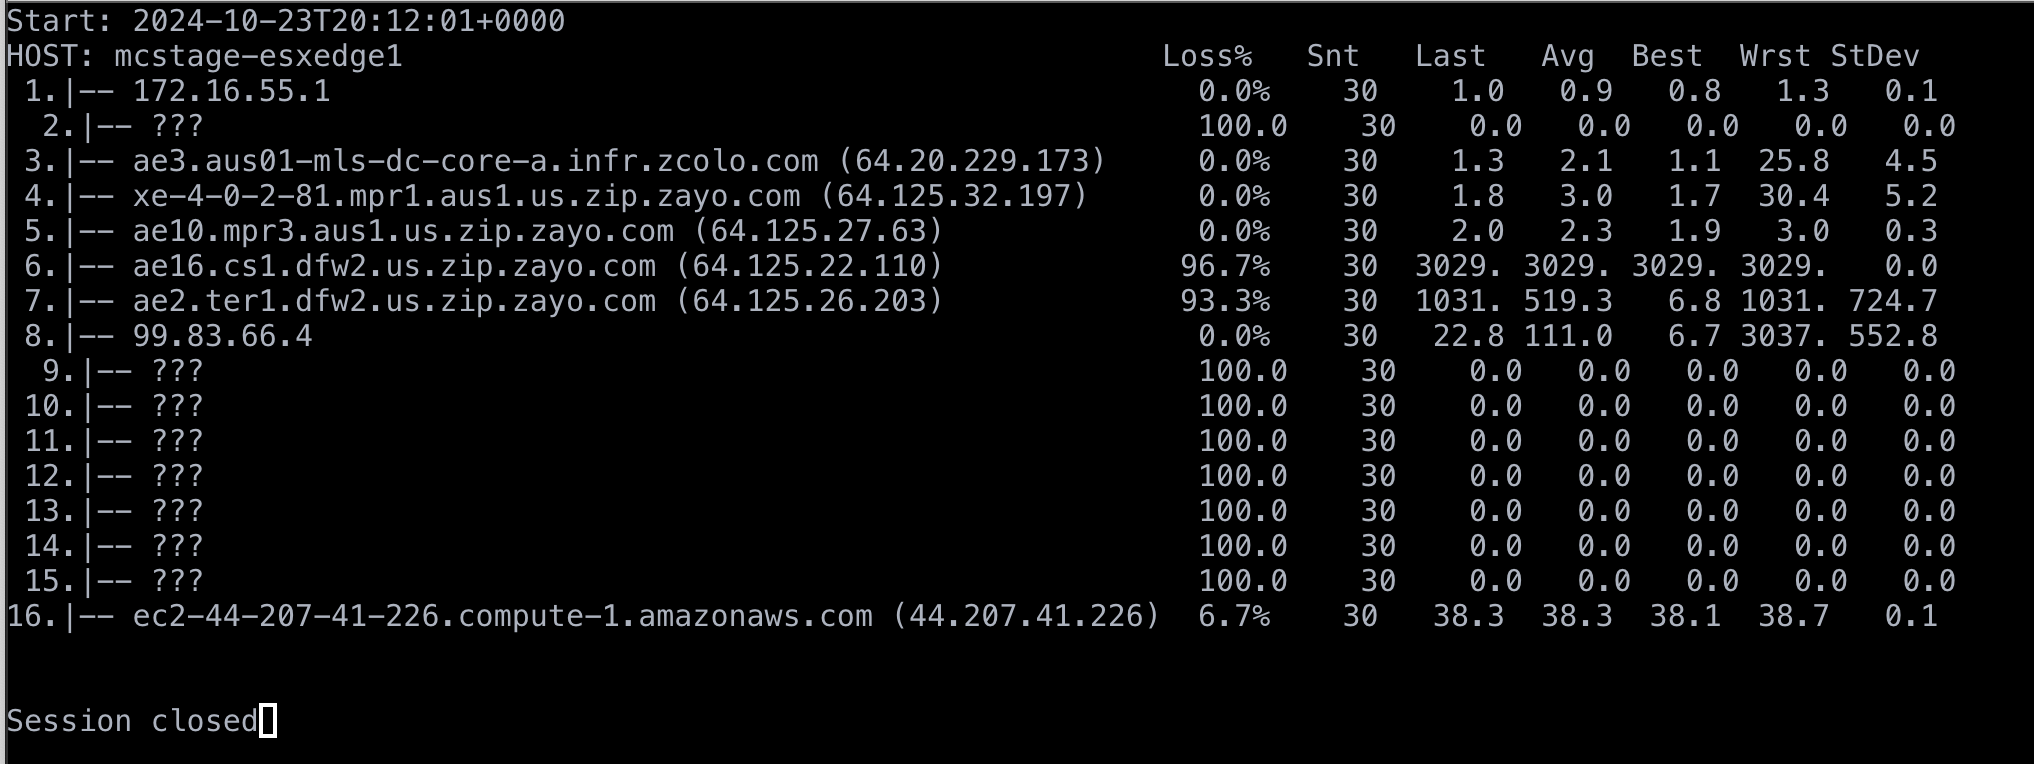 Start: 2024-10-23T20:12:01+0000
HOST: mcstage-esxedge1 Loss% Snt Last Avg Best Wrst StDev
1.|-- 172.16.55.1 0.0% 30 1.0 0.9 0.8 1.3 0.1
2.|-- ??? 100.0 30 0.0 0.0 0.0 0.0 0.0
3.|-- ae3.aus01-mls-dc-core-a.infr.zcolo.com (64.20.229.173) 0.0% 30 1.3 2.1 1.1 25.8 4.5
4.|-- xe-4-0-2-81.mpr1.aus1.us.zip.zayo.com (64.125.32.197) 0.0% 30 1.8 3.0 1.7 30.4 5.2
5.|-- ae10.mpr3.aus1.us.zip.zayo.com (64.125.27.63) 0.0% 30 2.0 2.3 1.9 3.0 0.3
6.|-- ae16.cs1.dfw2.us.zip.zayo.com (64.125.22.110) 96.7% 30 3029. 3029. 3029. 3029. 0.0
7.|-- ae2.ter1.dfw2.us.zip.zayo.com (64.125.26.203) 93.3% 30 1031. 519.3 6.8 1031. 724.7
8.|-- 99.83.66.4 0.0% 30 22.8 111.0 6.7 3037. 552.8
9.|-- ??? 100.0 30 0.0 0.0 0.0 0.0 0.0
10.|-- ??? 100.0 30 0.0 0.0 0.0 0.0 0.0
11.|-- ??? 100.0 30 0.0 0.0 0.0 0.0 0.0
12.|-- ??? 100.0 30 0.0 0.0 0.0 0.0 0.0
13.|-- ??? 100.0 30 0.0 0.0 0.0 0.0 0.0
14.|-- ??? 100.0 30 0.0 0.0 0.0 0.0 0.0
15.|-- ??? 100.0 30 0.0 0.0 0.0 0.0 0.0
16.|-- ec2-44-207-41-226.compute-1.amazonaws.com (44.207.41.226) 6.7% 30 38.3 38.3 38.1 38.7 0.1
Session closed